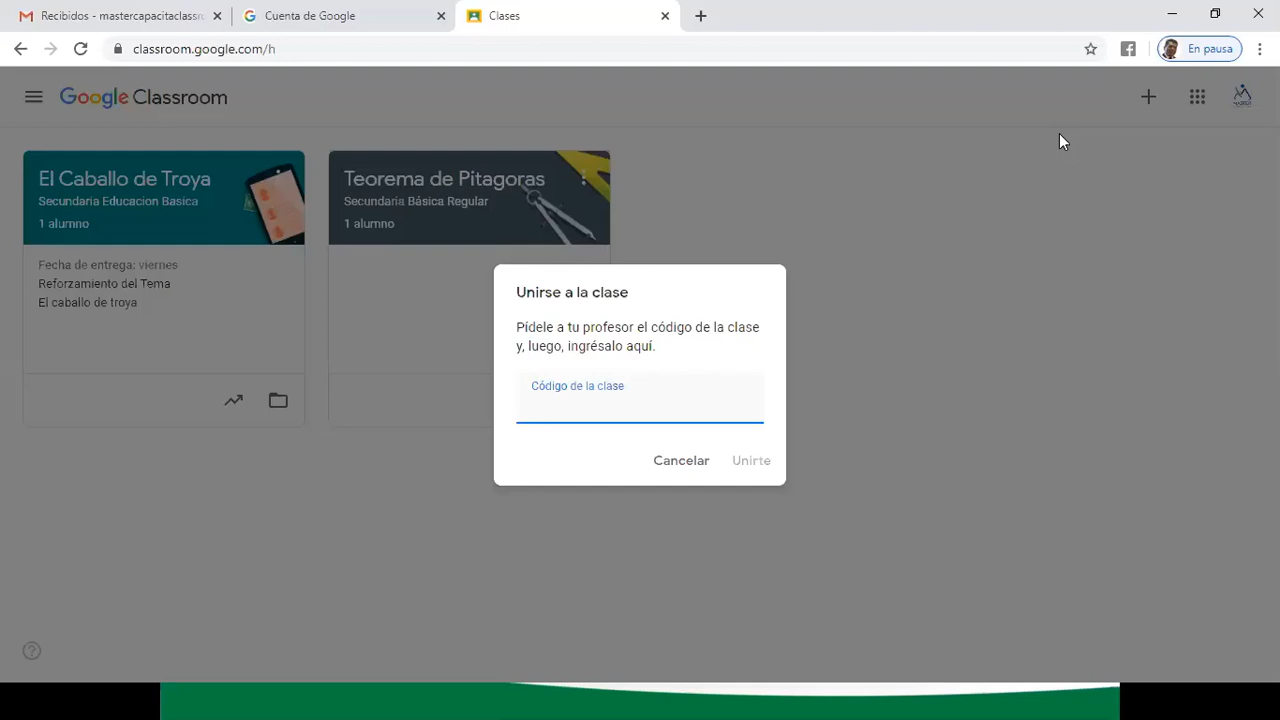 Recibidos - mastercapacitaclassr
Cuenta de Google
Clases
classroom.google.com/h
En pausa
Google Classroom
El Caballo de Troya
Secundaria Educacion Basica
1 alumno
Fecha de entrega: viernes
Reforzamiento del Tema
El caballo de troya
Teorema de Pitagoras
Secundaria Básica Regular
1 alumno
Unirse a la clase
Pídele a tu profesor el código de la clase
y, luego, ingrésalo aquí.
Código de la clase
Cancelar Unirte